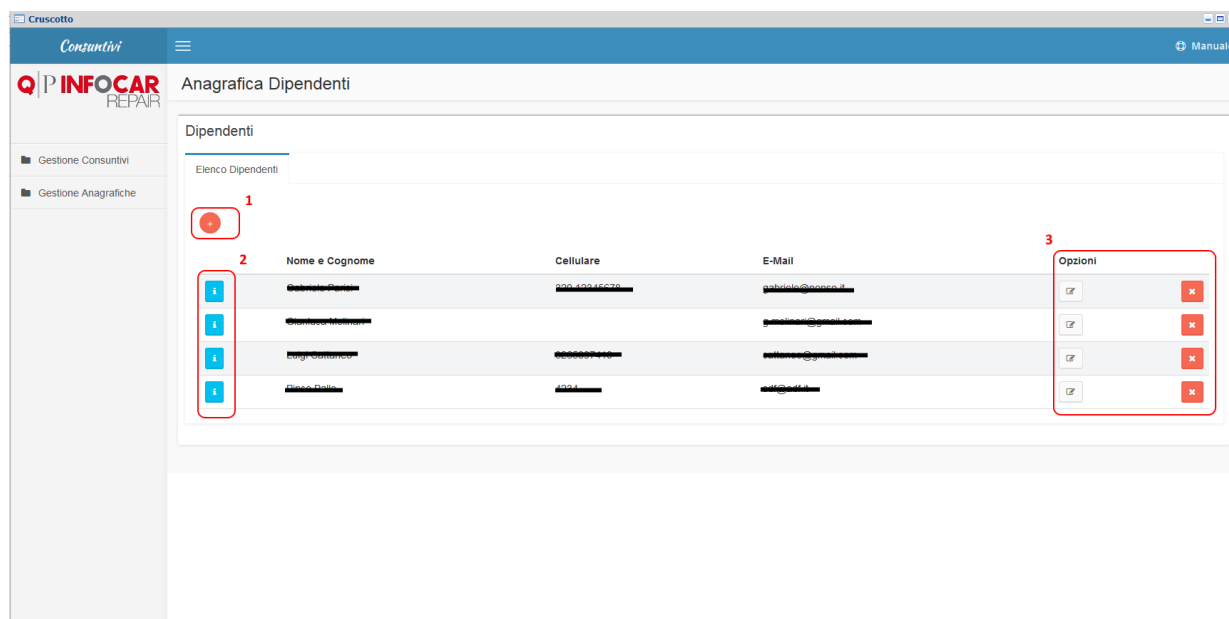 Cruscotto
Consuntivi
Manuale
Q|P INFOCAR
REPAIR
Anagrafica Dipendenti
Dipendenti
Gestione Consuntivi
Elenco Dipendenti
Gestione Anagrafiche
1
+
3
2 Nome e Cognome Cellulare E-Mail Opzioni
i
i
i
i